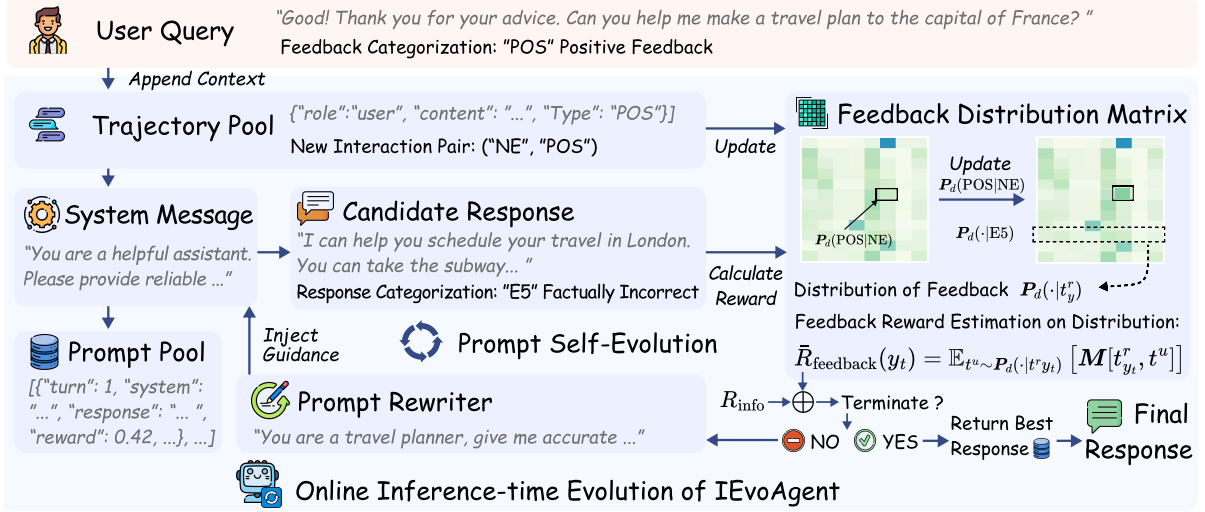 User Query
“Good! Thank you for your advice. Can you help me make a travel plan to the capital of France? ”
Feedback Categorization: ”POS” Positive Feedback
Append Context
Trajectory Pool
{“role”:“user”, “content”: “...”, “Type”: “POS”}]
New Interaction Pair: (“NE”, ”POS”)
Update
System Message
“You are a helpful assistant.
Please provide reliable ...”
Candidate Response
“I can help you schedule your travel in London.
You can take the subway... ”
Response Categorization: ”E5” Factually Incorrect
Calculate
Reward
Feedback Distribution Matrix
P_d(POS|NE)
Update
P_d(POS|NE)
P_d(·|E5)
Distribution of Feedback P_d(·|t_y^r)
Feedback Reward Estimation on Distribution:
R̄_feedback(y_t) = 𝔼_{t^u∼P_d(·|t^r y_t)} [M[t^r_{y_t}, t^u]]
Prompt Pool
[{“turn”: 1, “system”:
“...”, “response”: “... ”,
“reward”: 0.42, ...}, ...]
Inject
Guidance
Prompt Self-Evolution
Prompt Rewriter
“You are a travel planner, give me accurate ...”
R_info
Terminate ?
NO
YES
Return Best
Response
Final
Response
Online Inference-time Evolution of IEvoAgent